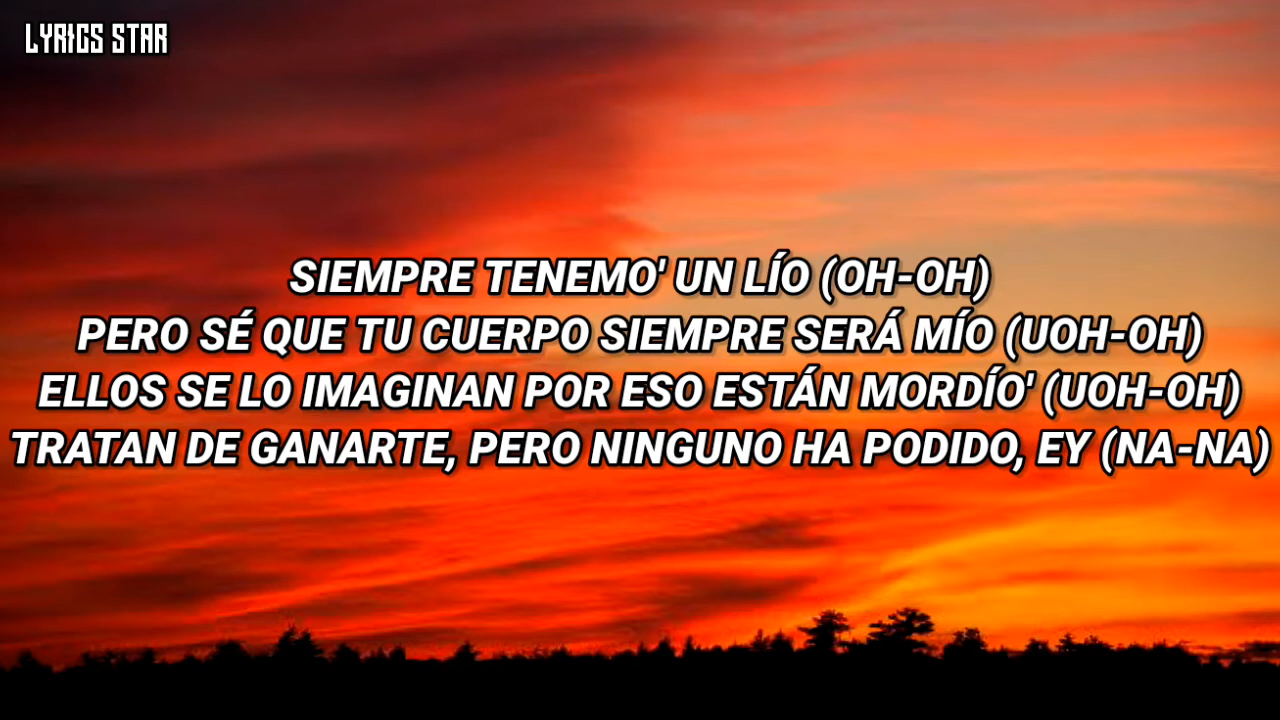 LYRICS STAR
SIEMPRE TENEMO' UN LÍO (OH-OH)
PERO SÉ QUE TU CUERPO SIEMPRE SERÁ MÍO (UOH-OH)
ELLOS SE LO IMAGINAN POR ESO ESTÁN MORDÍO' (UOH-OH)
TRATAN DE GANARTE, PERO NINGUNO HA PODIDO, EY (NA-NA)